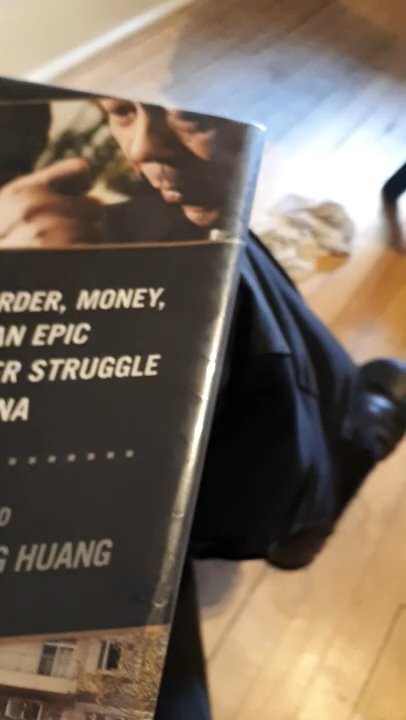 RDER, MONEY,
AN EPIC
ER STRUGGLE
NA
O
G HUANG